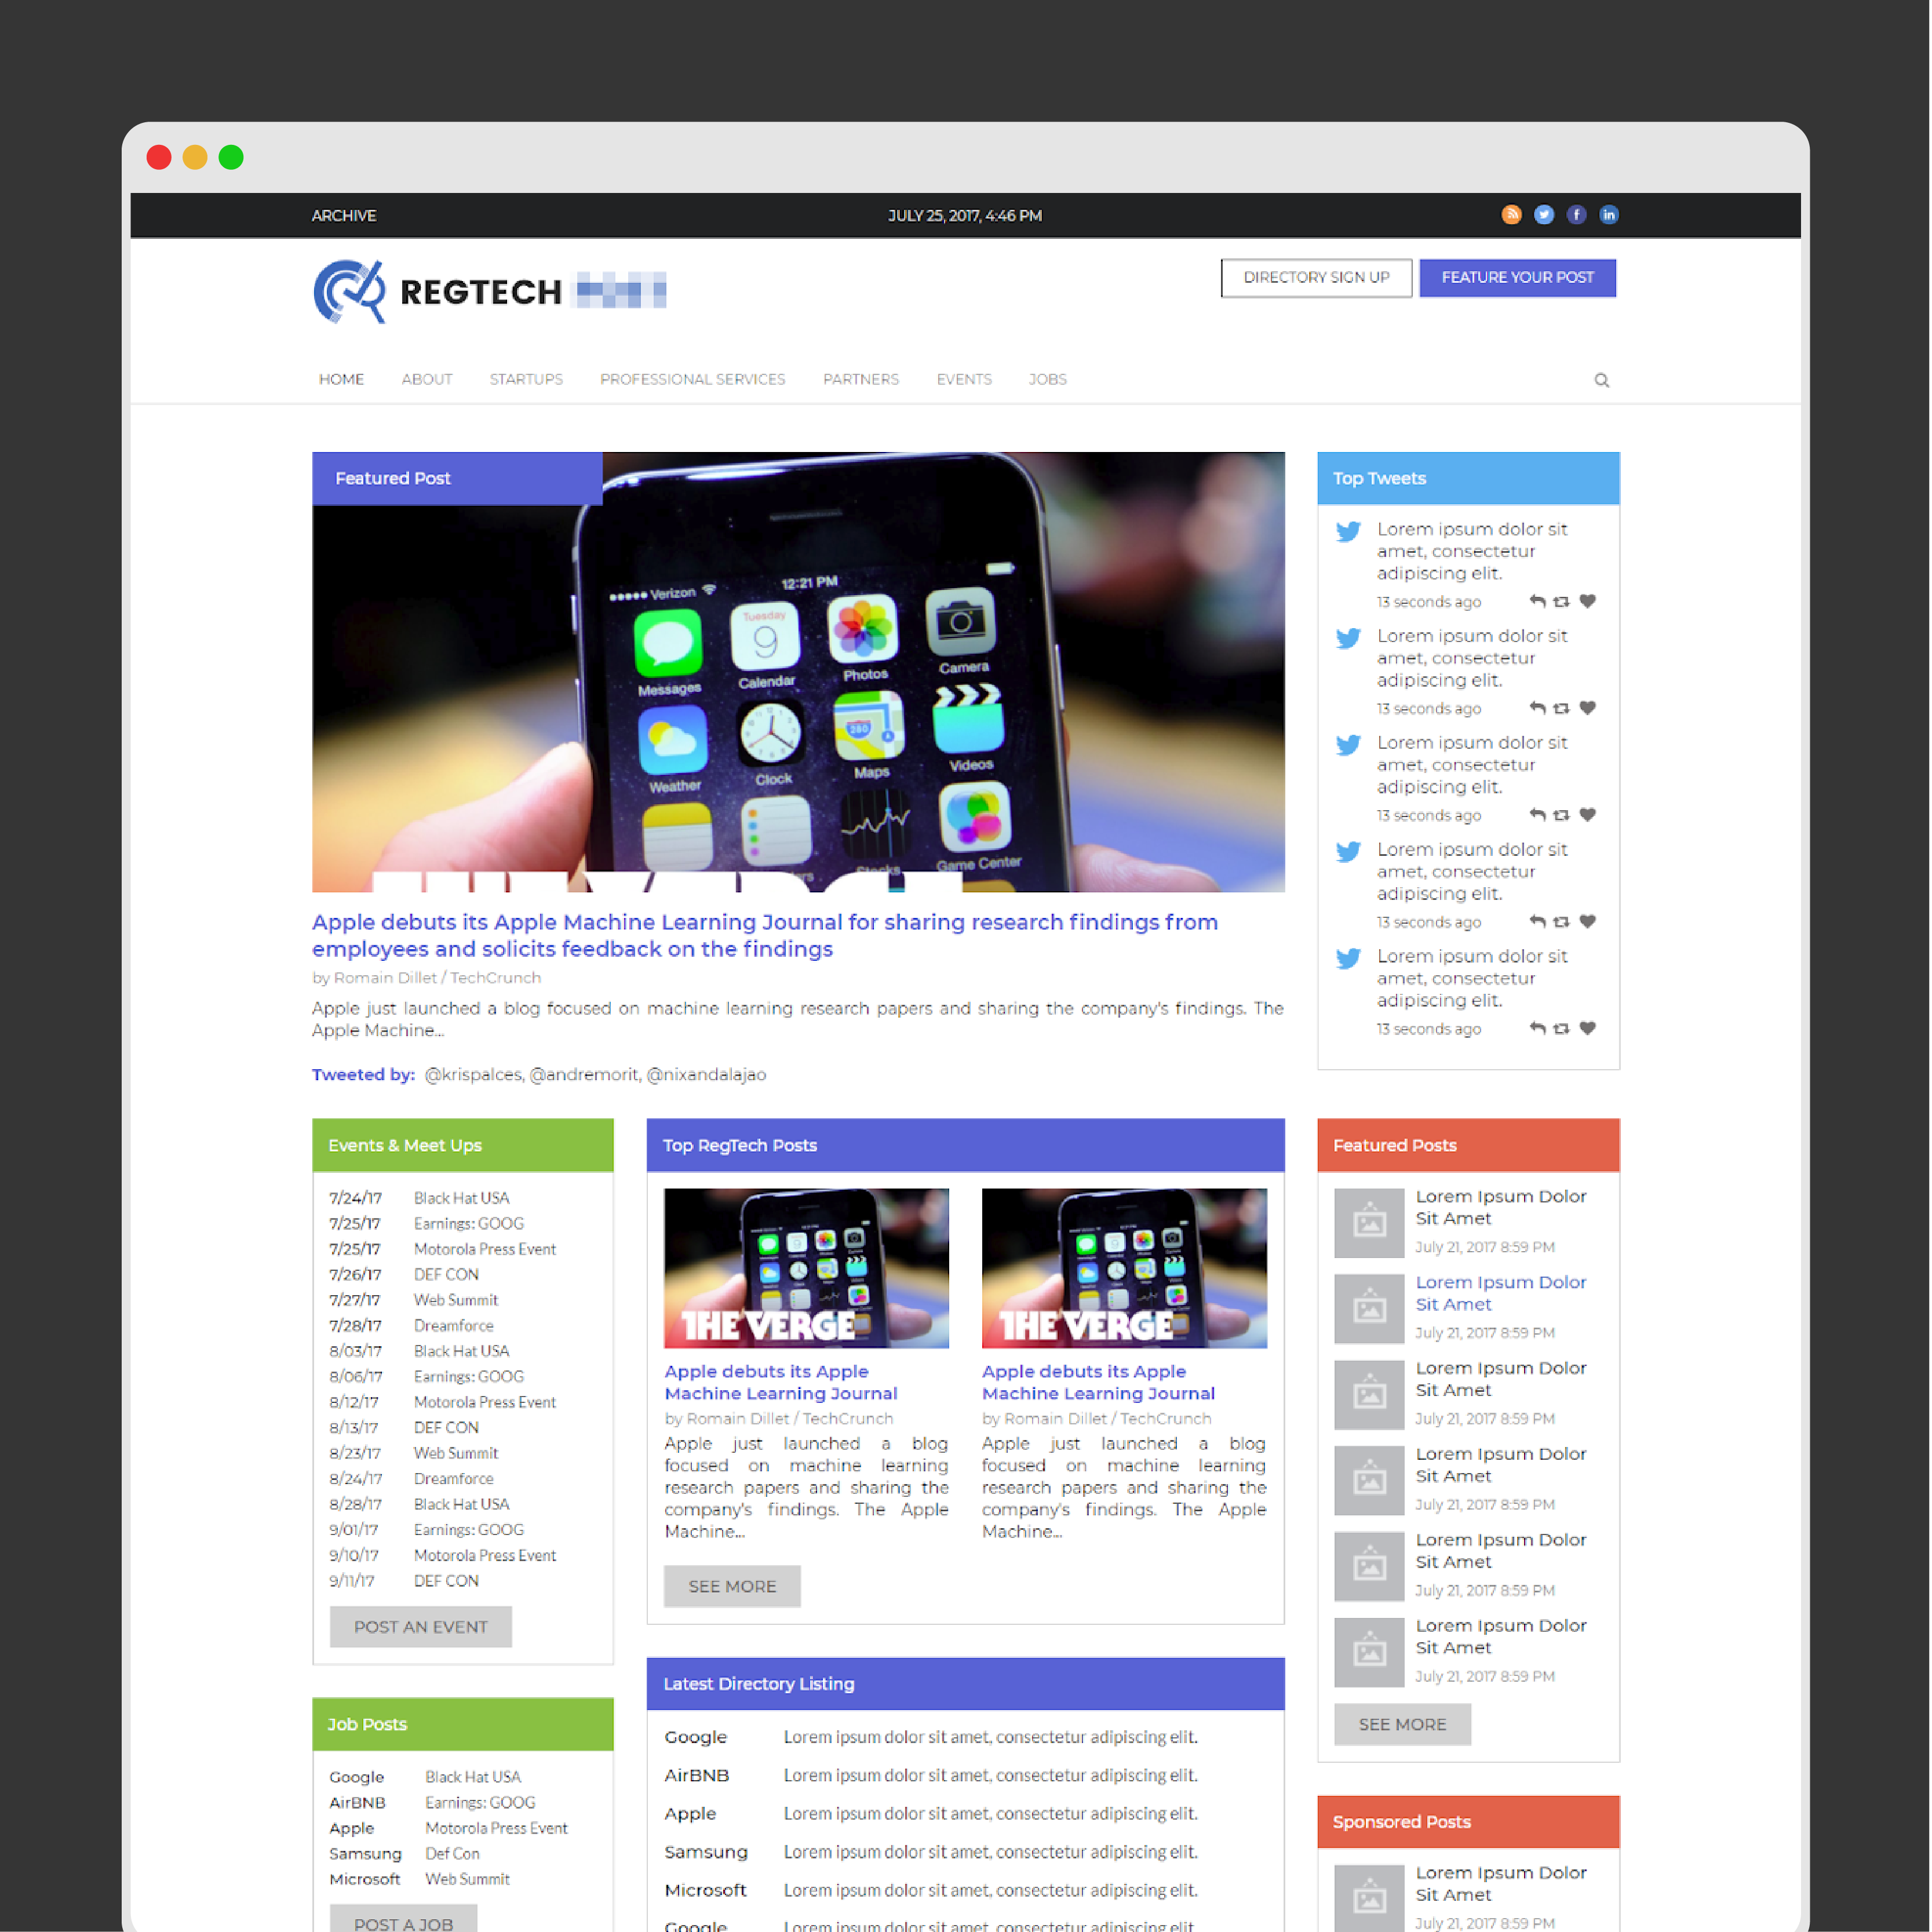 ARCHIVE
JULY 25, 2017, 4:46 PM
REGTECH
DIRECTORY SIGN UP
FEATURE YOUR POST
HOME
ABOUT
STARTUPS
PROFESSIONAL SERVICES
PARTNERS
EVENTS
JOBS
Featured Post
Verizon
12:21 PM
Tuesday
9
Messages
Calendar
Photos
Camera
280
Weather
Clock
Maps
Videos
Stocks
Game Center
Apple debuts its Apple Machine Learning Journal for sharing research findings from
employees and solicits feedback on the findings
by Romain Dillet / TechCrunch
Apple just launched a blog focused on machine learning research papers and sharing the company's findings. The
Apple Machine...
Tweeted by: @krispalces, @andremorit, @nixandalajao
Top Tweets
Lorem ipsum dolor sit
amet, consectetur
adipiscing elit.
13 seconds ago
Lorem ipsum dolor sit
amet, consectetur
adipiscing elit.
13 seconds ago
Lorem ipsum dolor sit
amet, consectetur
adipiscing elit.
13 seconds ago
Lorem ipsum dolor sit
amet, consectetur
adipiscing elit.
13 seconds ago
Lorem ipsum dolor sit
amet, consectetur
adipiscing elit.
13 seconds ago
Events & Meet Ups
7/24/17 Black Hat USA
7/25/17 Earnings: GOOG
7/25/17 Motorola Press Event
7/26/17 DEF CON
7/27/17 Web Summit
7/28/17 Dreamforce
8/03/17 Black Hat USA
8/06/17 Earnings: GOOG
8/12/17 Motorola Press Event
8/13/17 DEF CON
8/23/17 Web Summit
8/24/17 Dreamforce
8/28/17 Black Hat USA
9/01/17 Earnings: GOOG
9/10/17 Motorola Press Event
9/11/17 DEF CON
POST AN EVENT
Job Posts
Google Black Hat USA
AirBNB Earnings: GOOG
Apple Motorola Press Event
Samsung Def Con
Microsoft Web Summit
POST A JOB
Top RegTech Posts
THE VERGE
Apple debuts its Apple
Machine Learning Journal
by Romain Dillet / TechCrunch
Apple just launched a blog
focused on machine learning
research papers and sharing the
company's findings. The Apple
Machine...
THE VERGE
Apple debuts its Apple
Machine Learning Journal
by Romain Dillet / TechCrunch
Apple just launched a blog
focused on machine learning
research papers and sharing the
company's findings. The Apple
Machine...
SEE MORE
Latest Directory Listing
Google Lorem ipsum dolor sit amet, consectetur adipiscing elit.
AirBNB Lorem ipsum dolor sit amet, consectetur adipiscing elit.
Apple Lorem ipsum dolor sit amet, consectetur adipiscing elit.
Samsung Lorem ipsum dolor sit amet, consectetur adipiscing elit.
Microsoft Lorem ipsum dolor sit amet, consectetur adipiscing elit.
Google Lorem ipsum dolor sit amet, consectetur adipiscing elit.
Featured Posts
Lorem Ipsum Dolor
Sit Amet
July 21, 2017 8:59 PM
Lorem Ipsum Dolor
Sit Amet
July 21, 2017 8:59 PM
Lorem Ipsum Dolor
Sit Amet
July 21, 2017 8:59 PM
Lorem Ipsum Dolor
Sit Amet
July 21, 2017 8:59 PM
Lorem Ipsum Dolor
Sit Amet
July 21, 2017 8:59 PM
Lorem Ipsum Dolor
Sit Amet
July 21, 2017 8:59 PM
SEE MORE
Sponsored Posts
Lorem Ipsum Dolor
Sit Amet
July 21, 2017 8:59 PM